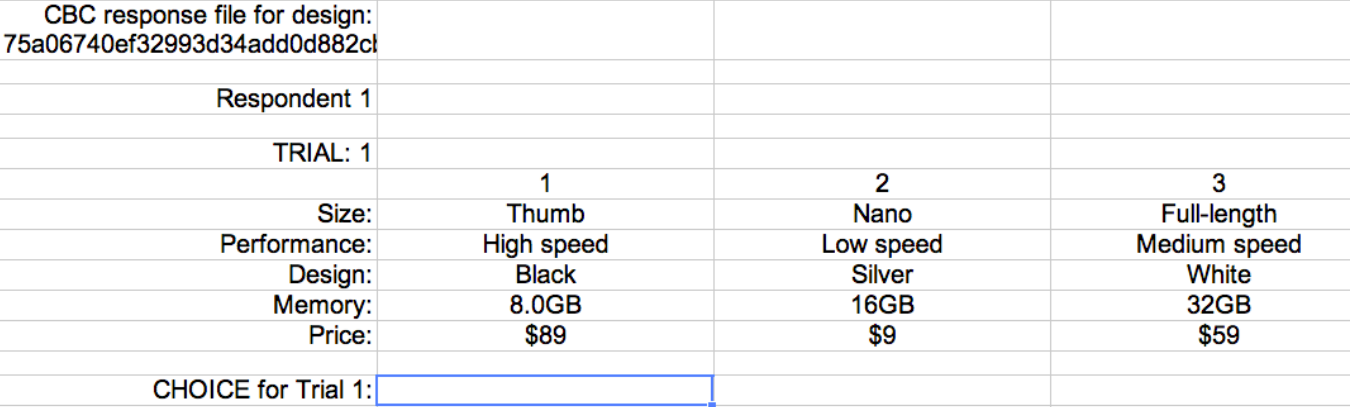 CBC response file for design:
75a06740ef32993d34add0d882cb
Respondent 1
TRIAL: 1
1 2 3
Size: Thumb Nano Full-length
Performance: High speed Low speed Medium speed
Design: Black Silver White
Memory: 8.0GB 16GB 32GB
Price: $89 $9 $59
CHOICE for Trial 1: